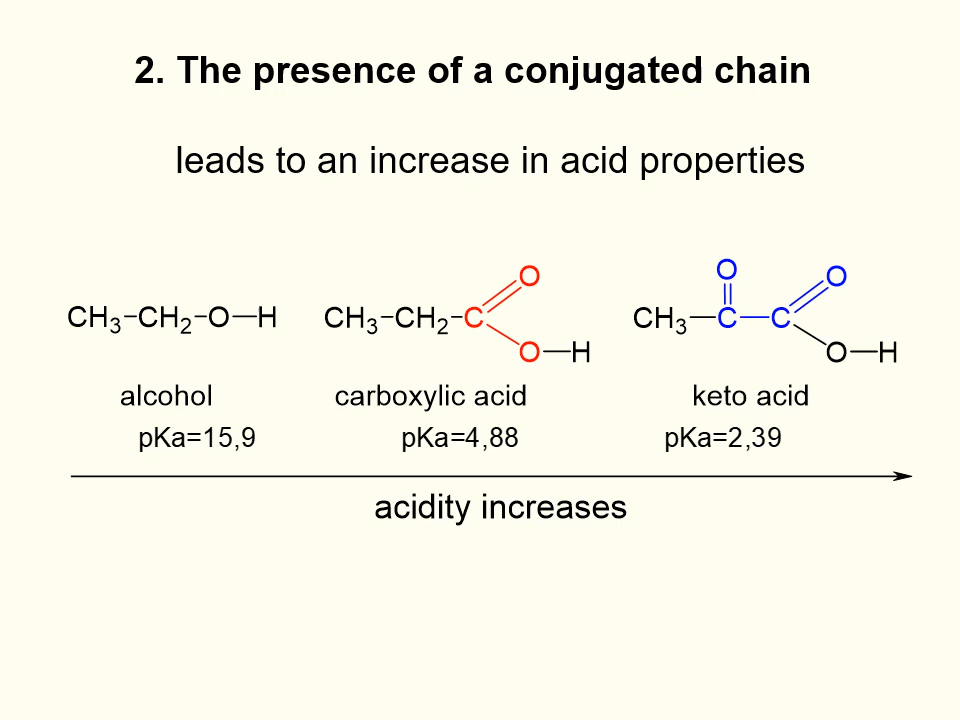 2. The presence of a conjugated chain
leads to an increase in acid properties
O O O
CH3-CH2-O-H CH3-CH2-C CH3-C-C
O-H O-H
alcohol carboxylic acid keto acid
pKa=15,9 pKa=4,88 pKa=2,39
acidity increases